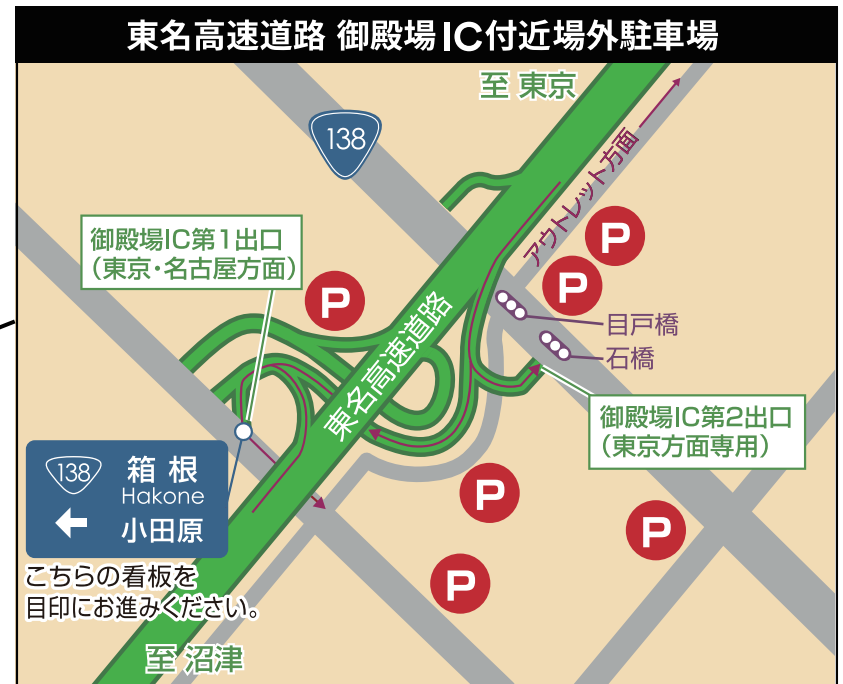 東名高速道路 御殿場IC付近場外駐車場
至 東京
138
アウトレット方面
御殿場IC第1出口
(東京・名古屋方面)
P
P
P
目戸橋
石橋
東名高速道路
御殿場IC第2出口
(東京方面専用)
138
箱根
Hakone
小田原
P
P
P
こちらの看板を
目印にお進みください。
至 沼津